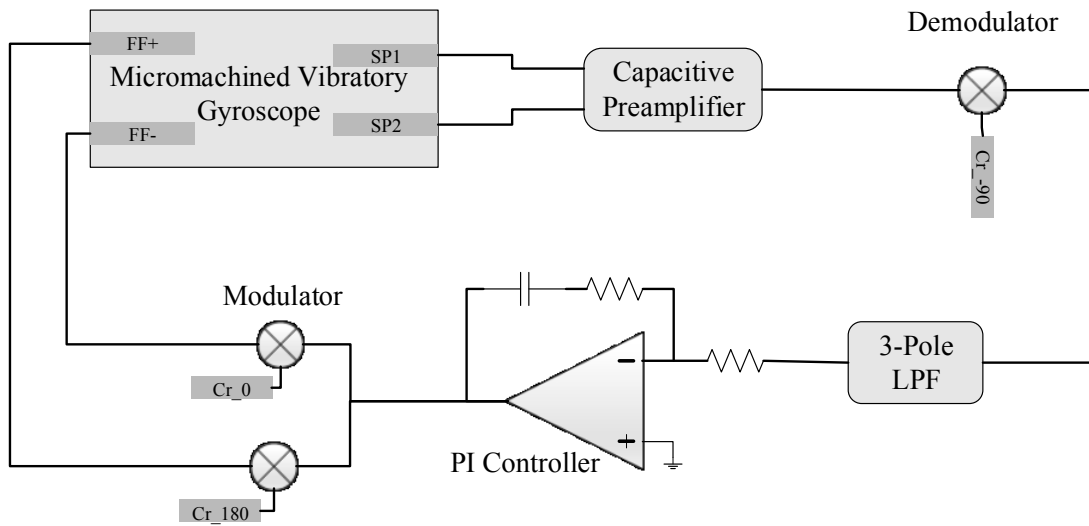 FF+
SP1
Micromachined Vibratory
Gyroscope
FF-
SP2
Capacitive
Preamplifier
Demodulator
Cr_-90
Modulator
Cr_0
Cr_180
PI Controller
3-Pole
LPF